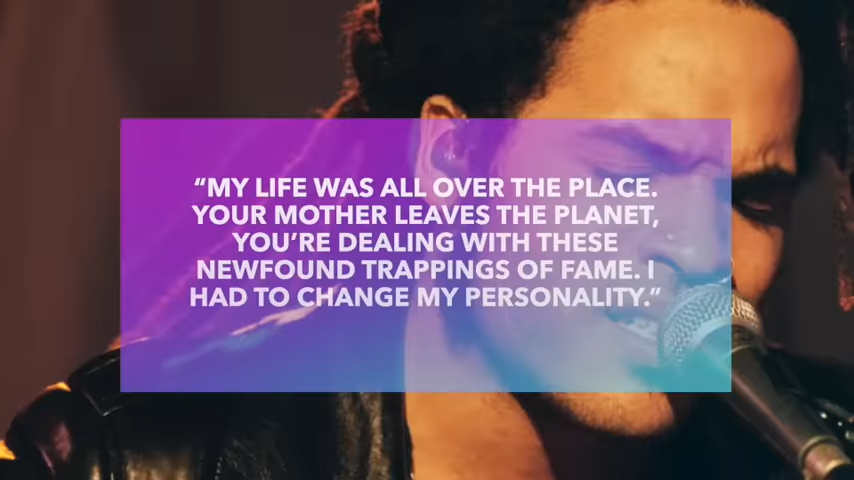 “MY LIFE WAS ALL OVER THE PLACE.
YOUR MOTHER LEAVES THE PLANET,
YOU’RE DEALING WITH THESE
NEWFOUND TRAPPINGS OF FAME. I
HAD TO CHANGE MY PERSONALITY.”